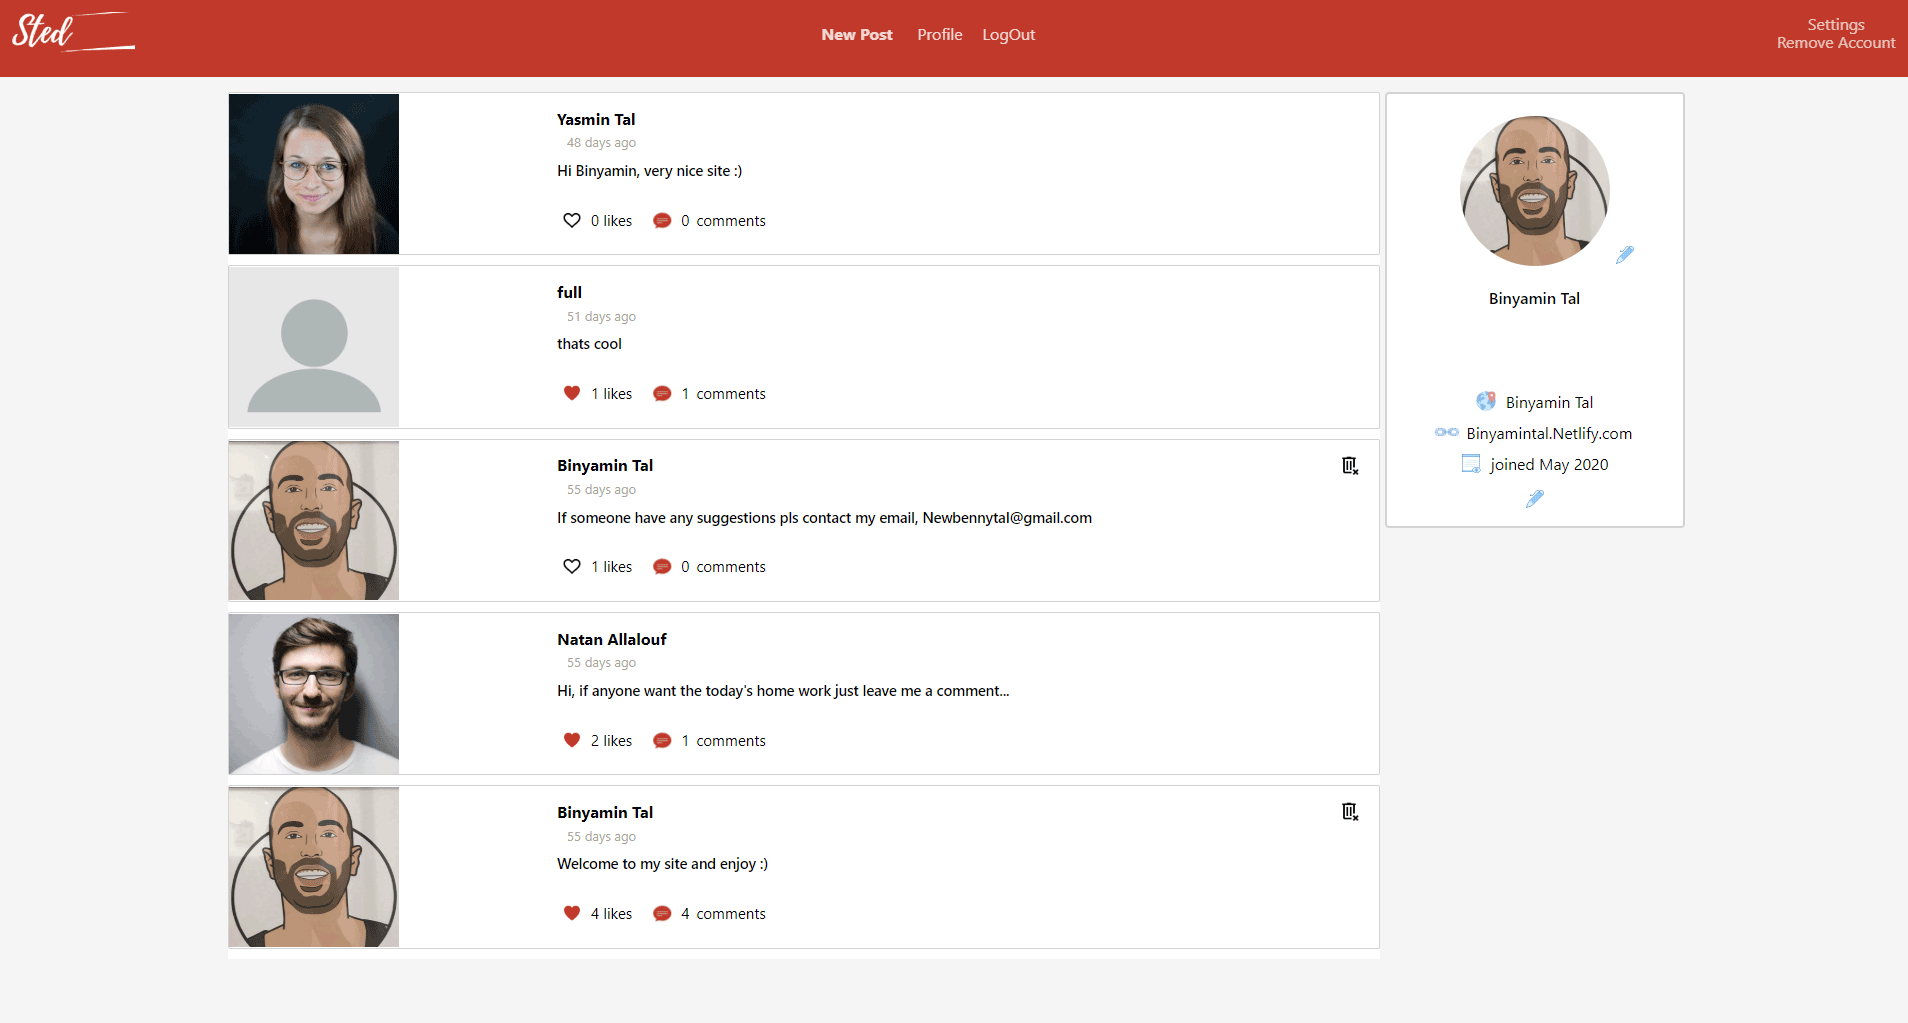 Sted
New Post Profile LogOut
Settings
Remove Account
Yasmin Tal
48 days ago
Hi Binyamin, very nice site :)
0 likes 0 comments
full
51 days ago
thats cool
1 likes 1 comments
Binyamin Tal
55 days ago
If someone have any suggestions pls contact my email, Newbennytal@gmail.com
1 likes 0 comments
Natan Allalouf
55 days ago
Hi, if anyone want the today's home work just leave me a comment...
2 likes 1 comments
Binyamin Tal
55 days ago
Welcome to my site and enjoy :)
4 likes 4 comments
Binyamin Tal
Binyamin Tal
Binyamintal.Netlify.com
joined May 2020